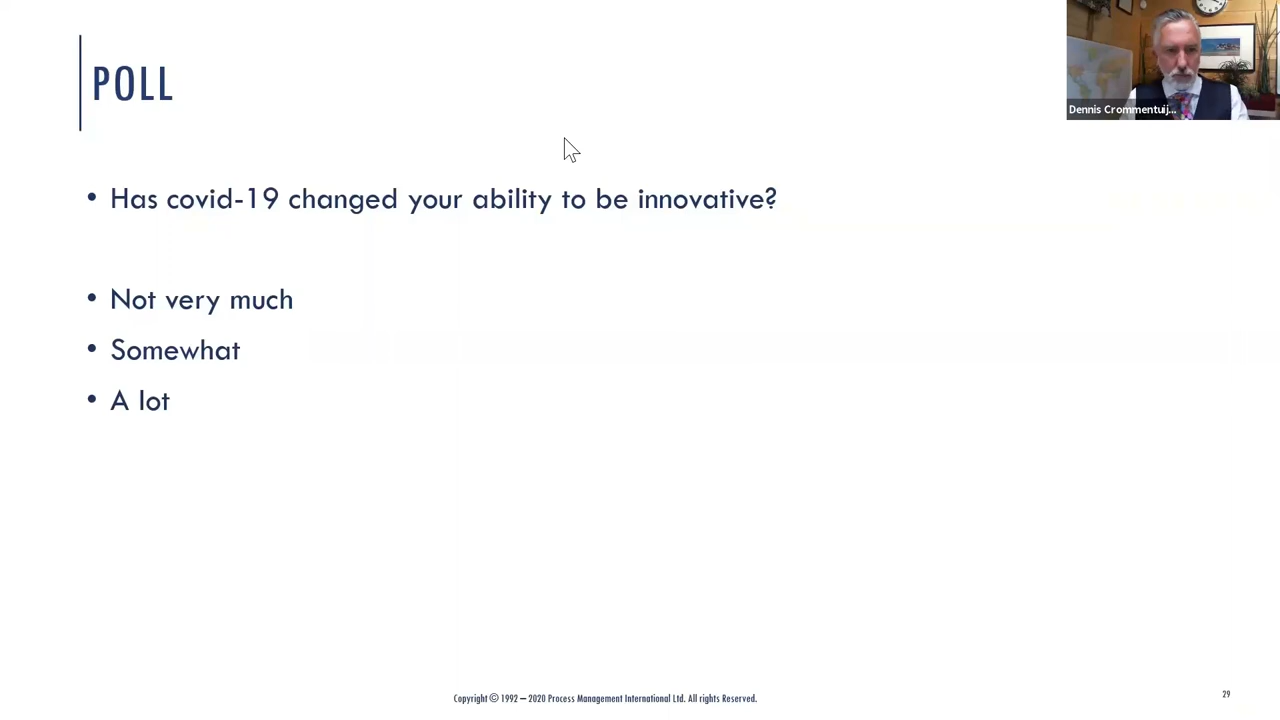 POLL
Dennis Crommentuij...
• Has covid-19 changed your ability to be innovative?
• Not very much
• Somewhat
• A lot
Copyright © 1992 – 2020 Process Management International Ltd. All rights Reserved.
29